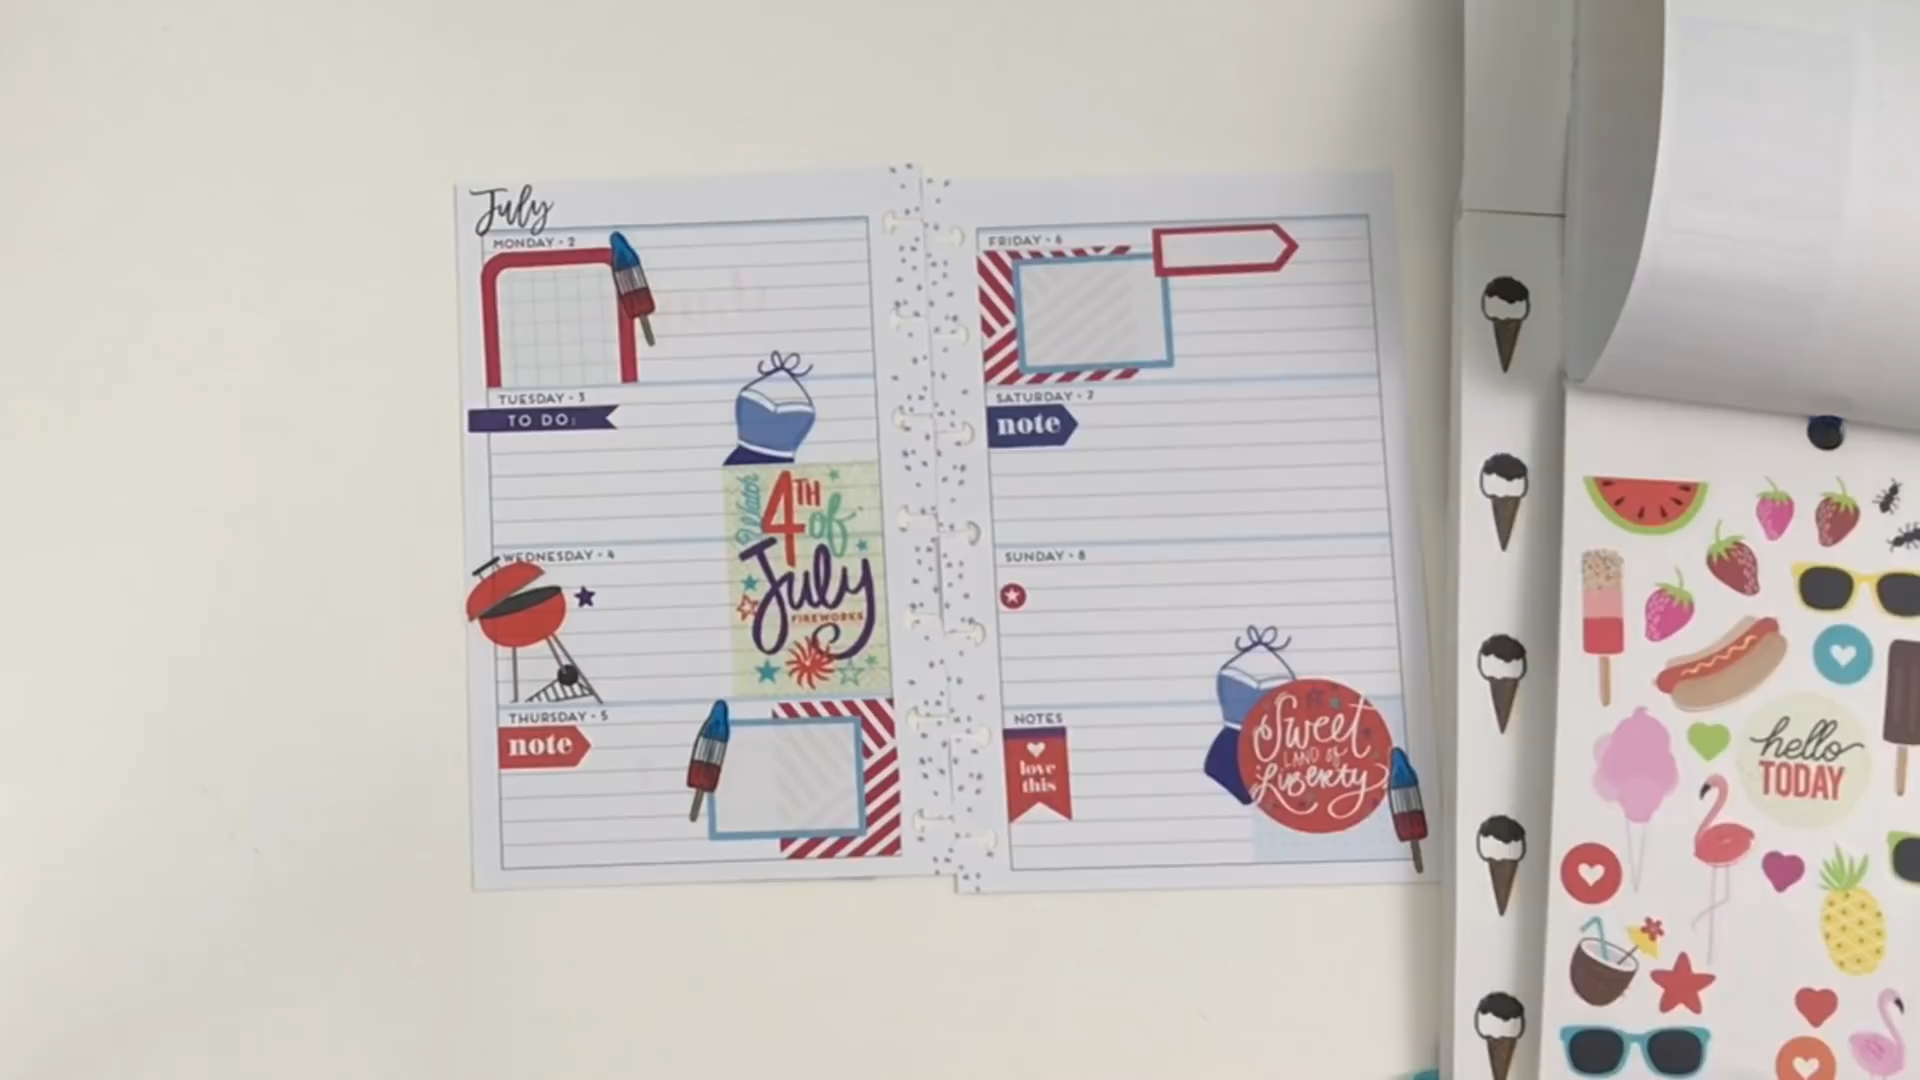 July
MONDAY • 2
TUESDAY • 3
TO DO:
WEDNESDAY • 4
Watch
4TH
of
July
FIREWORKS
THURSDAY • 5
note
FRIDAY • 6
SATURDAY • 7
note
SUNDAY • 8
NOTES
love
this
Sweet
LAND OF
Liberty
hello
TODAY